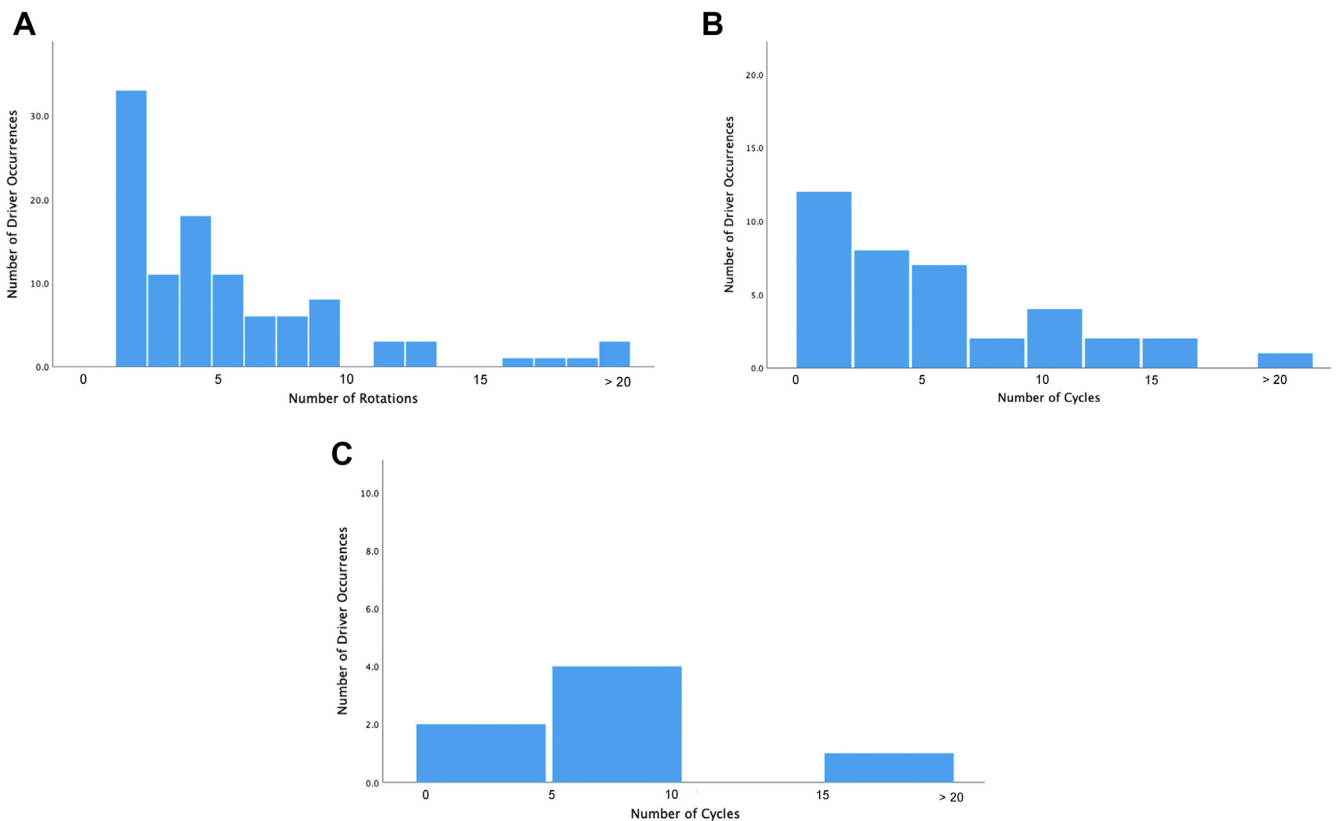 A
Number of Driver Occurrences
30.0
20.0
10.0
0.0
0 5 10 15 > 20
Number of Rotations
B
Number of Driver Occurrences
20.0
15.0
10.0
5.0
0.0
0 5 10 15 > 20
Number of Cycles
C
Number of Driver Occurrences
10.0
8.0
6.0
4.0
2.0
0.0
0 5 10 15 > 20
Number of Cycles